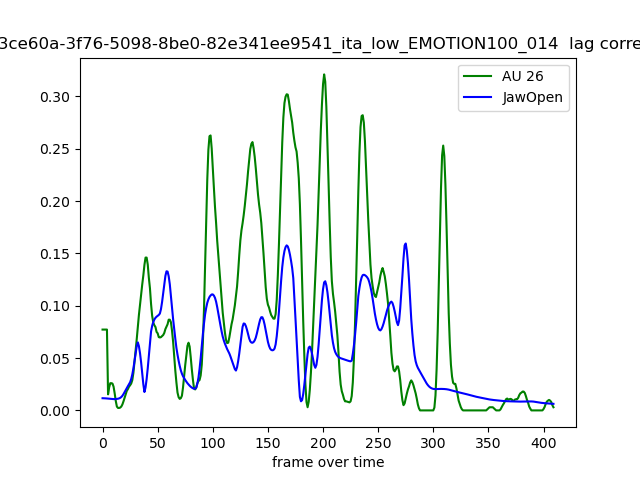 3ce60a-3f76-5098-8be0-82e341ee9541_ita_low_EMOTION100_014 lag corre
AU 26
JawOpen
0.30
0.25
0.20
0.15
0.10
0.05
0.00
0 50 100 150 200 250 300 350 400
frame over time